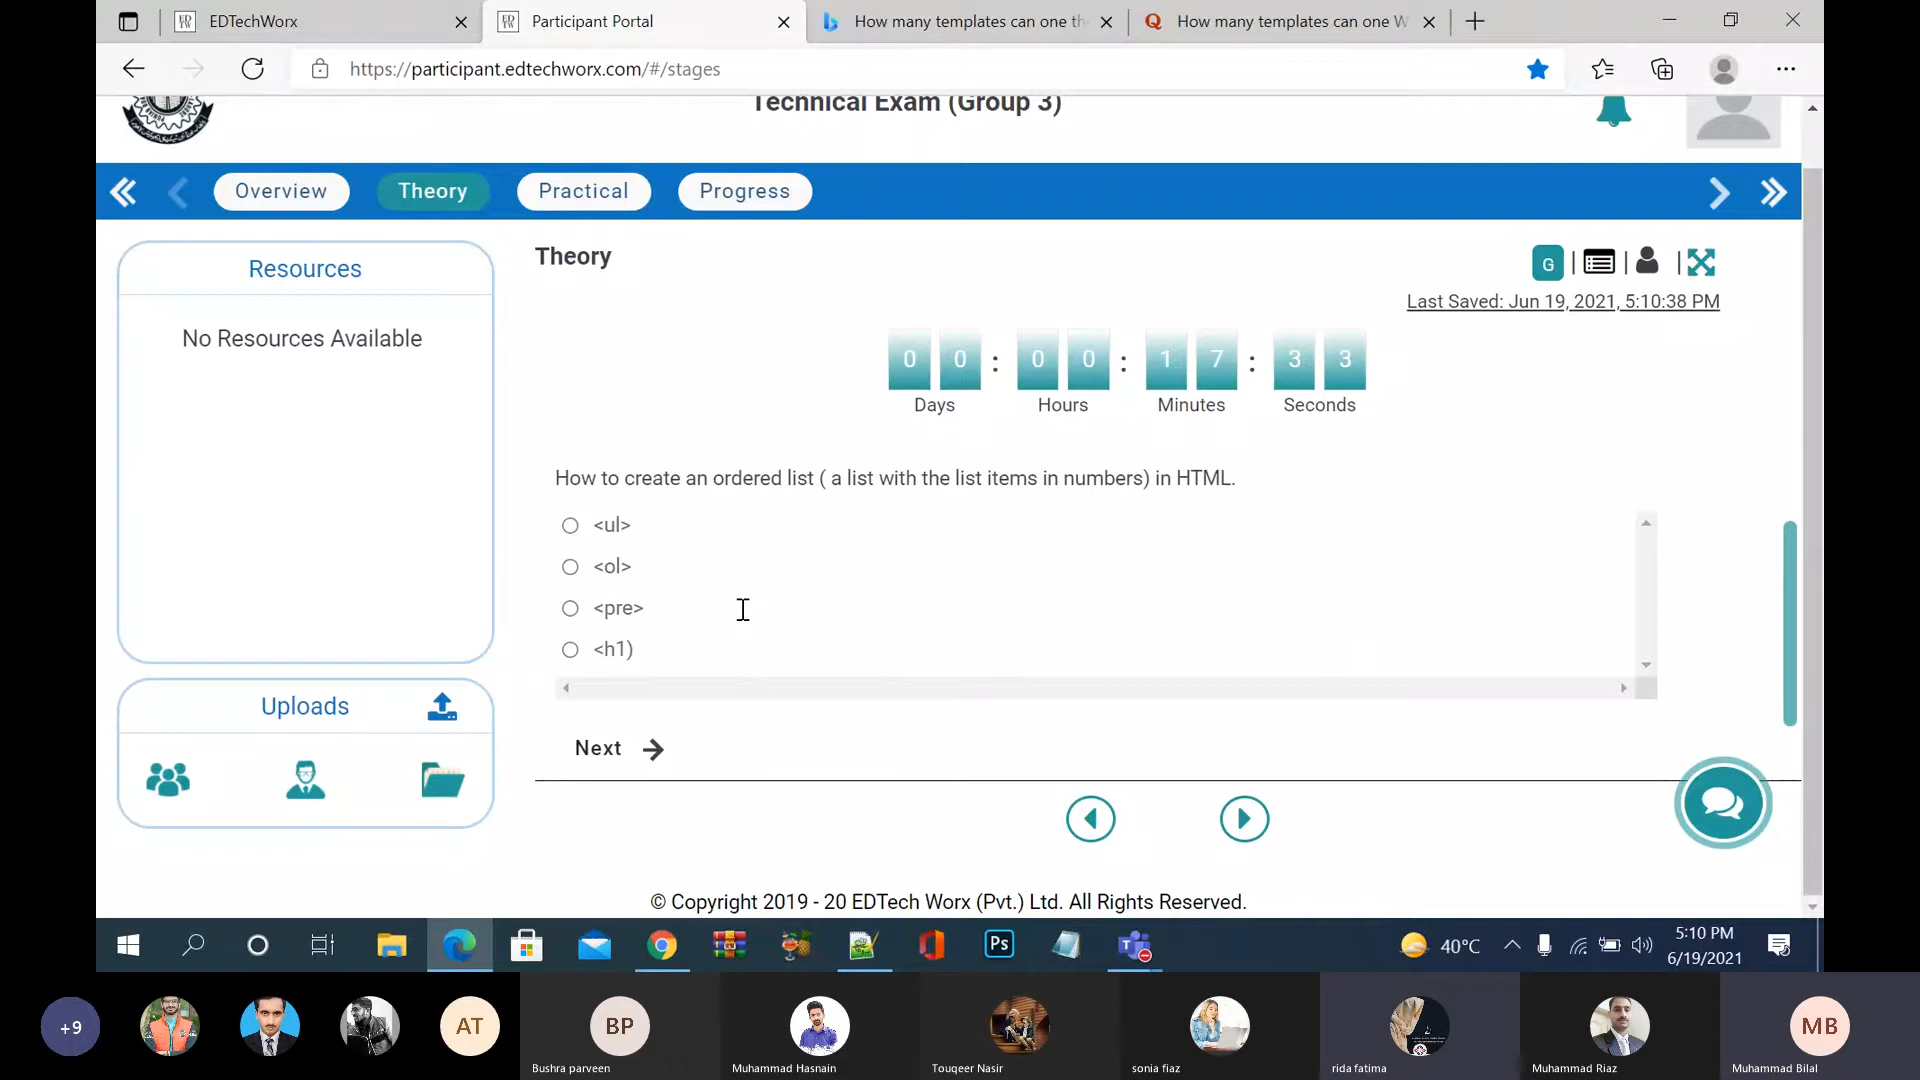 EDTechWorx
Participant Portal
How many templates can one th
How many templates can one W
https://participant.edtechworx.com/#/stages
Technical Exam (Group 3)
Overview
Theory
Practical
Progress
Resources
No Resources Available
Uploads
Theory
G
Last Saved: Jun 19, 2021, 5:10:38 PM
0 0 : 0 0 : 1 7 : 3 3
Days Hours Minutes Seconds
How to create an ordered list ( a list with the list items in numbers) in HTML.
<ul>
<ol>
<pre>
<h1)
Next
© Copyright 2019 - 20 EDTech Worx (Pvt.) Ltd. All Rights Reserved.
Ps
40°C
5:10 PM
6/19/2021
+9
AT
BP
MB
Bushra parveen
Muhammad Hasnain
Touqeer Nasir
sonia fiaz
rida fatima
Muhammad Riaz
Muhammad Bilal